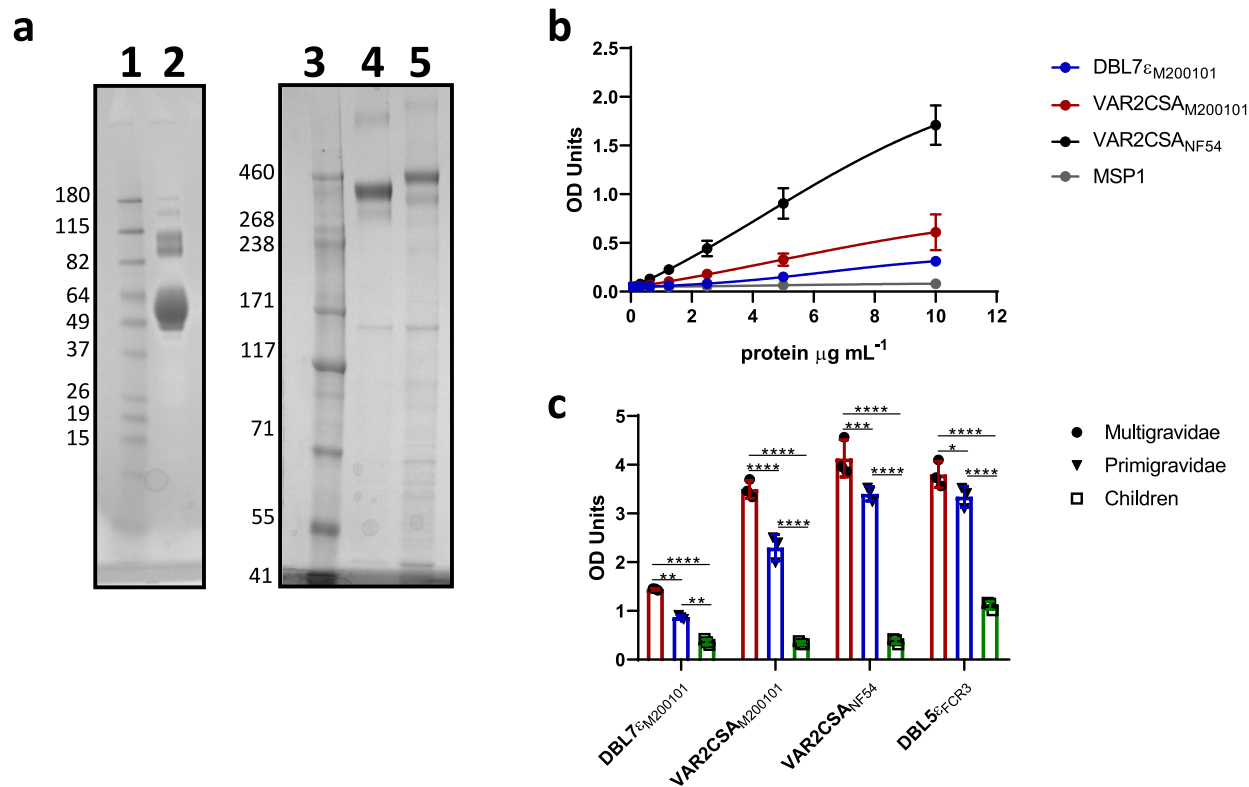 a
1 2
180
115
82
64
49
37
26
19
15
3 4 5
460
268
238
171
117
71
55
41
b
2.5
2.0
1.5
1.0
0.5
0.0
OD Units
0 2 4 6 8 10 12
protein μg mL-1
DBL7εM200101
VAR2CSAM200101
VAR2CSANF54
MSP1
c
5
4
3
2
1
0
OD Units
**** ** **
**** **** ****
**** *** ****
**** * ****
DBL7εM200101
VAR2CSAM200101
VAR2CSANF54
DBL5εFCR3
Multigravidae
Primigravidae
Children